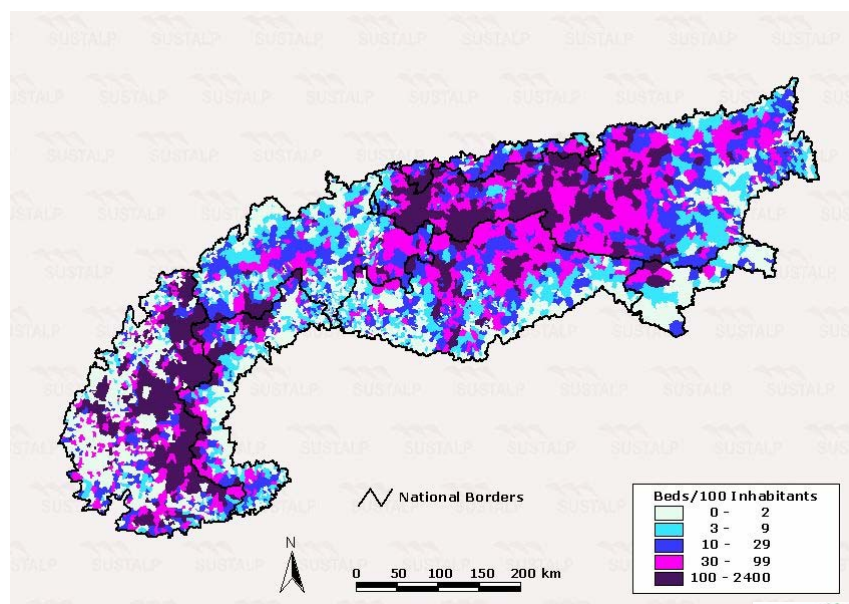 National Borders
N
0 50 100 150 200 km
Beds/100 Inhabitants
0 - 2
3 - 9
10 - 29
30 - 99
100 - 2400
SUSTALP